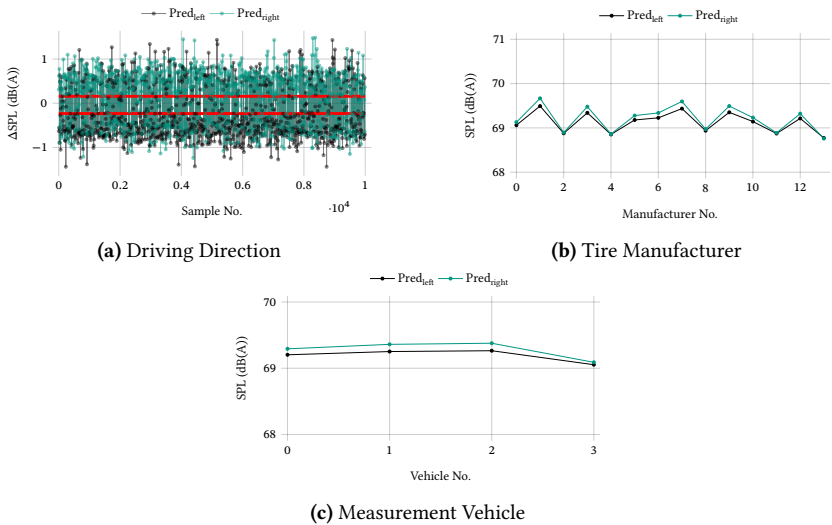 Pred_left Pred_right
ΔSPL (dB(A))
1
0
−1
0 0.2 0.4 0.6 0.8 1
·10^4
Sample No.
(a) Driving Direction
Pred_left Pred_right
SPL (dB(A))
71
70
69
68
0 2 4 6 8 10 12
Manufacturer No.
(b) Tire Manufacturer
Pred_left Pred_right
SPL (dB(A))
70
69
68
0 1 2 3
Vehicle No.
(c) Measurement Vehicle